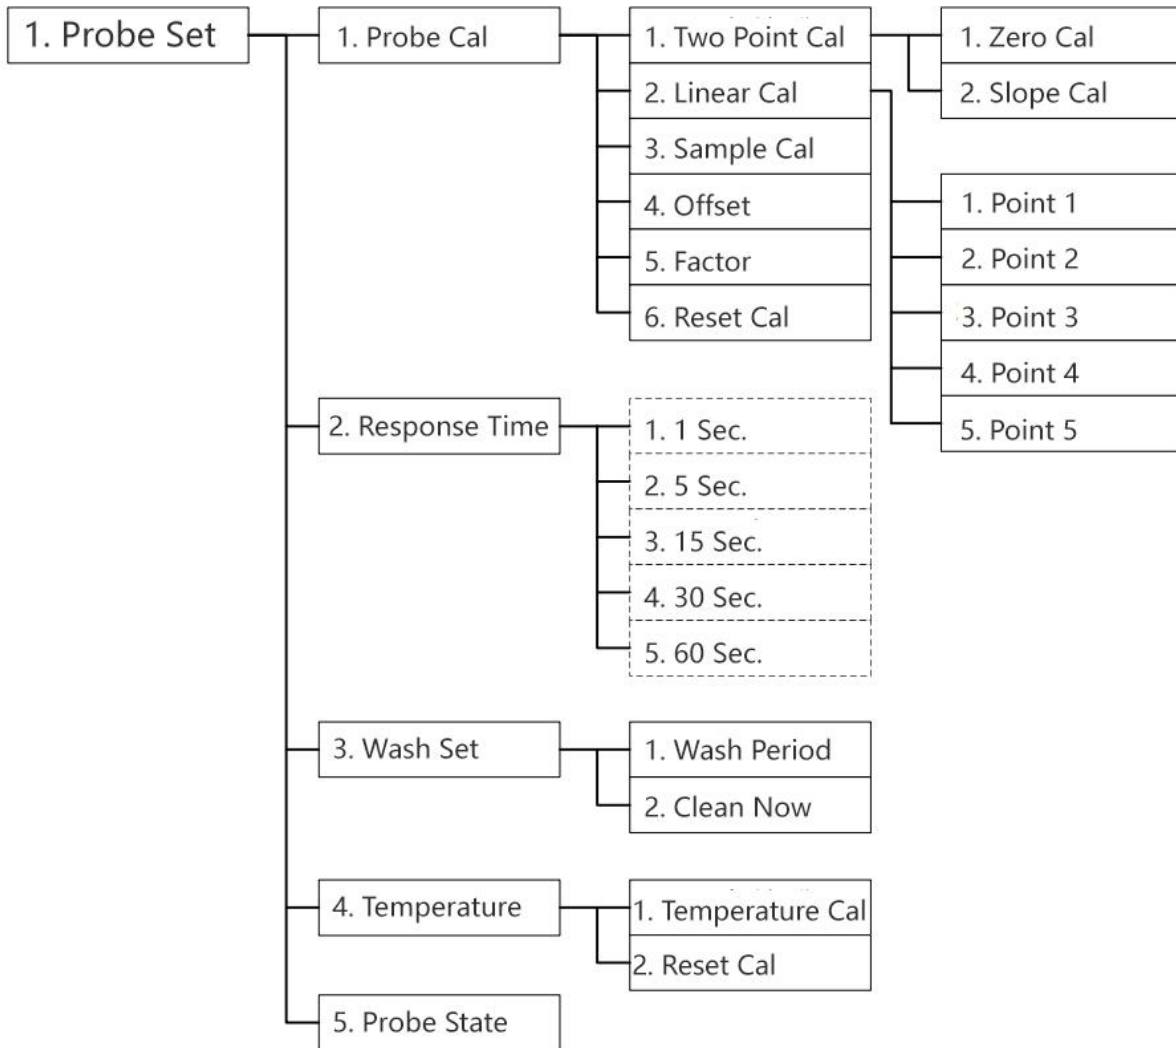 1. Probe Set
1. Probe Cal
1. Two Point Cal
1. Zero Cal
2. Slope Cal
2. Linear Cal
1. Point 1
2. Point 2
3. Point 3
4. Point 4
5. Point 5
3. Sample Cal
4. Offset
5. Factor
6. Reset Cal
2. Response Time
1. 1 Sec.
2. 5 Sec.
3. 15 Sec.
4. 30 Sec.
5. 60 Sec.
3. Wash Set
1. Wash Period
2. Clean Now
4. Temperature
1. Temperature Cal
2. Reset Cal
5. Probe State